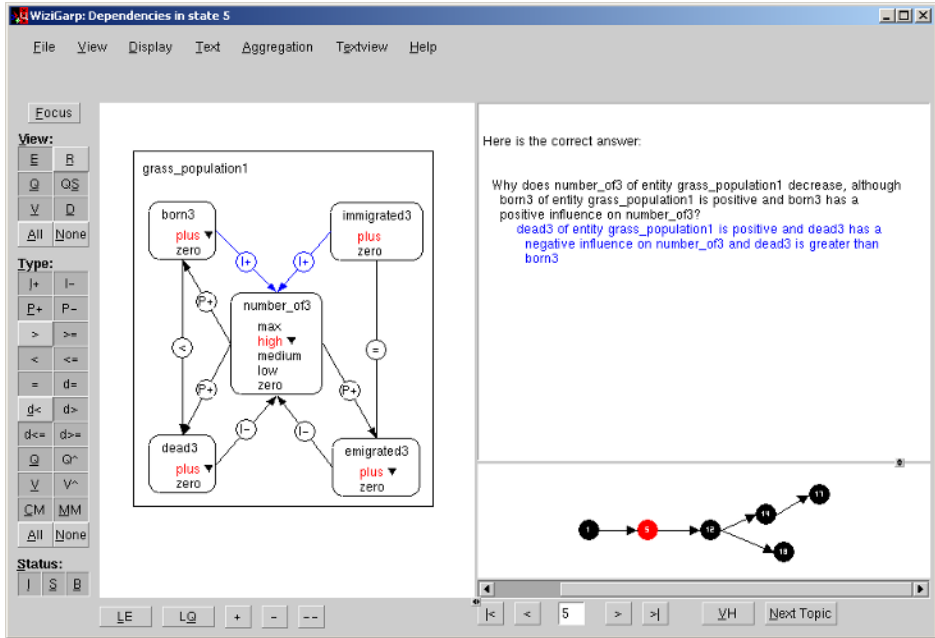 WiziGarp: Dependencies in state 5
File View Display Text Aggregation Textview Help
Focus
View:
E R
Q QS
V D
All None
Type:
I+ I-
P+ P-
> >=
< <=
= d=
d< d>
d<= d>=
Q Q^
V V^
CM MM
All None
Status:
I S B
grass_population1
born3
plus
zero
immigrated3
plus
zero
I+ I+
P+
number_of3
max
high
medium
low
zero
<
=
P+
P+
I-
I-
dead3
plus
zero
emigrated3
plus
zero
LE LQ + - --
Here is the correct answer:
Why does number_of3 of entity grass_population1 decrease, although
born3 of entity grass_population1 is positive and born3 has a
positive influence on number_of3?
dead3 of entity grass_population1 is positive and dead3 has a
negative influence on number_of3 and dead3 is greater than
born3
1 5 12
|< < 5 > >| VH Next Topic